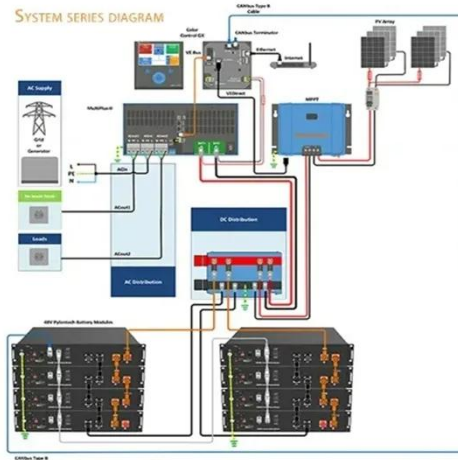 SYSTEM SERIES DIAGRAM
CANbus Type B
Cable
Color
Control GX
CANbus Terminator
PV Array
VE Bus
Ethernet
Internet
AC Supply
VEDirect
MultiPlus-II
MPPT
Grid
or
Generator
L
PE
N
ACin
ACout1
DC Distribution
Loads
ACout2
AC Distribution
48V Pylontech Battery Modules
CANbus Type B